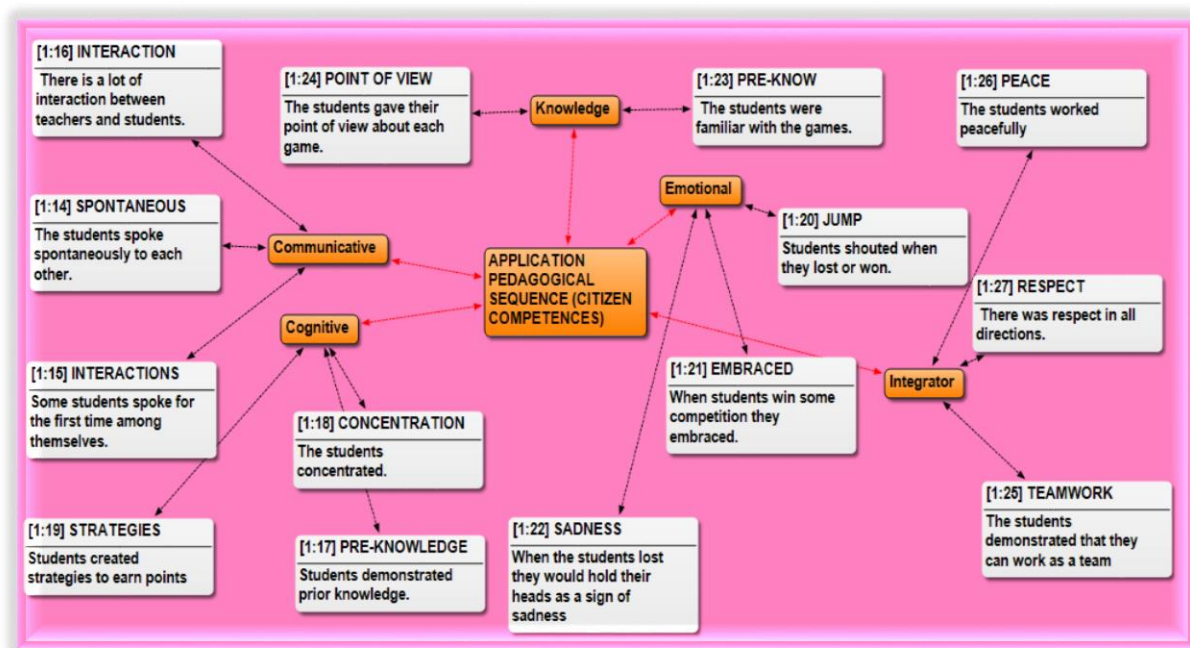 [1:16] INTERACTION
There is a lot of
interaction between
teachers and students.
[1:24] POINT OF VIEW
The students gave their
point of view about each
game.
Knowledge
[1:23] PRE-KNOW
The students were
familiar with the games.
[1:26] PEACE
The students worked
peacefully
[1:14] SPONTANEOUS
The students spoke
spontaneously to each
other.
Communicative
Emotional
[1:20] JUMP
Students shouted when
they lost or won.
APPLICATION
PEDAGOGICAL
SEQUENCE (CITIZEN
COMPETENCES)
[1:27] RESPECT
There was respect in all
directions.
Cognitive
[1:15] INTERACTIONS
Some students spoke for
the first time among
themselves.
[1:21] EMBRACED
When students win some
competition they
embraced.
Integrator
[1:18] CONCENTRATION
The students
concentrated.
[1:19] STRATEGIES
Students created
strategies to earn points
[1:17] PRE-KNOWLEDGE
Students demonstrated
prior knowledge.
[1:22] SADNESS
When the students lost
they would hold their
heads as a sign of
sadness
[1:25] TEAMWORK
The students
demonstrated that they
can work as a team